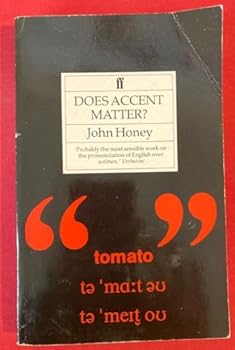 ff
DOES ACCENT
MATTER?
John Honey
'Probably the most sensible work on
the pronunciation of English ever
written.' Verbatim
“ ”
tomato
tə ˈmɑːt əʊ
tə ˈmeɪt̬ oʊ